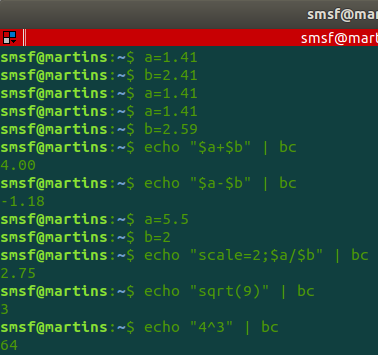 smsf@mart
smsf@mart
smsf@martins:~$ a=1.41
smsf@martins:~$ b=2.41
smsf@martins:~$ a=1.41
smsf@martins:~$ a=1.41
smsf@martins:~$ b=2.59
smsf@martins:~$ echo "$a+$b" | bc
4.00
smsf@martins:~$ echo "$a-$b" | bc
-1.18
smsf@martins:~$ a=5.5
smsf@martins:~$ b=2
smsf@martins:~$ echo "scale=2;$a/$b" | bc
2.75
smsf@martins:~$ echo "sqrt(9)" | bc
3
smsf@martins:~$ echo "4^3" | bc
64